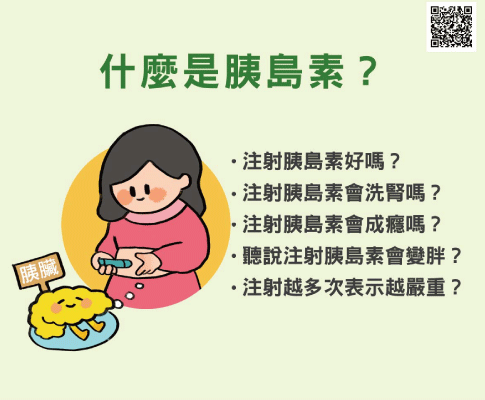 什麼是胰島素？
·注射胰島素好嗎？
·注射胰島素會洗腎嗎？
·注射胰島素會成癮嗎？
·聽說注射胰島素會變胖？
·注射越多次表示越嚴重？
胰臟